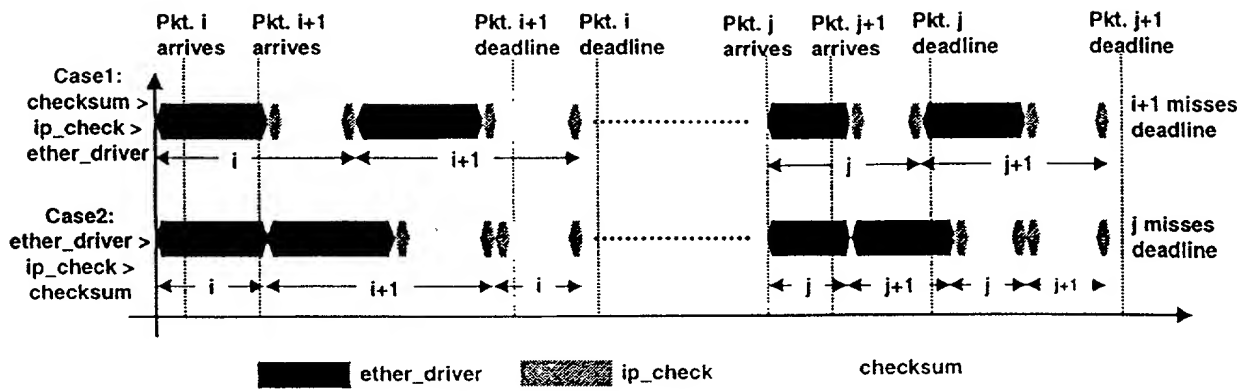 Pkt. i arrives
Pkt. i+1 arrives
Pkt. i+1 deadline
Pkt. i deadline
Pkt. j arrives
Pkt. j+1 arrives
Pkt. j deadline
Pkt. j+1 deadline
Case1:
checksum >
ip_check >
ether_driver
i
i+1
j
j+1
i+1 misses
deadline
Case2:
ether_driver >
ip_check >
checksum
i
i+1
i
j
j+1
j
j+1
j misses
deadline
ether_driver
ip_check
checksum